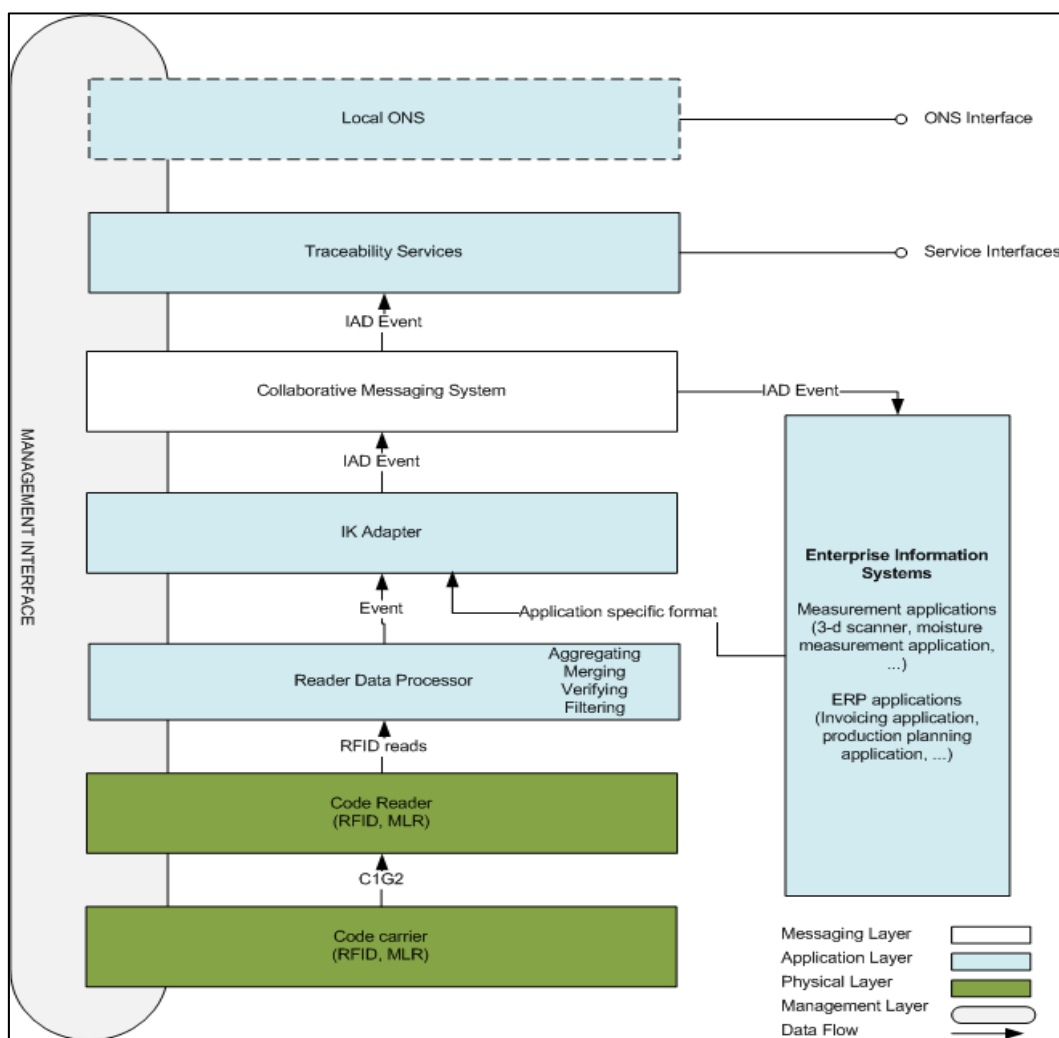 Local ONS
ONS Interface
Traceability Services
Service Interfaces
IAD Event
Collaborative Messaging System
IAD Event
IAD Event
IK Adapter
MANAGEMENT INTERFACE
Event
Application specific format
Reader Data Processor
Aggregating
Merging
Verifying
Filtering
Enterprise Information
Systems
Measurement applications
(3-d scanner, moisture
measurement application,
...)
ERP applications
(Invoicing application,
production planning
application, ...)
RFID reads
Code Reader
(RFID, MLR)
C1G2
Code carrier
(RFID, MLR)
Messaging Layer
Application Layer
Physical Layer
Management Layer
Data Flow